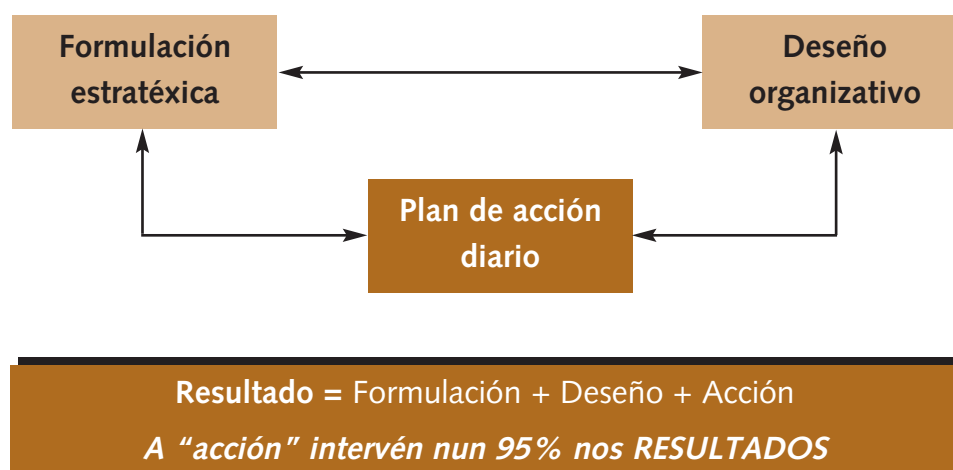 Formulación
estratéxica
Deseño
organizativo
Plan de acción
diario
Resultado = Formulación + Deseño + Acción
A “acción” intervén nun 95% nos RESULTADOS